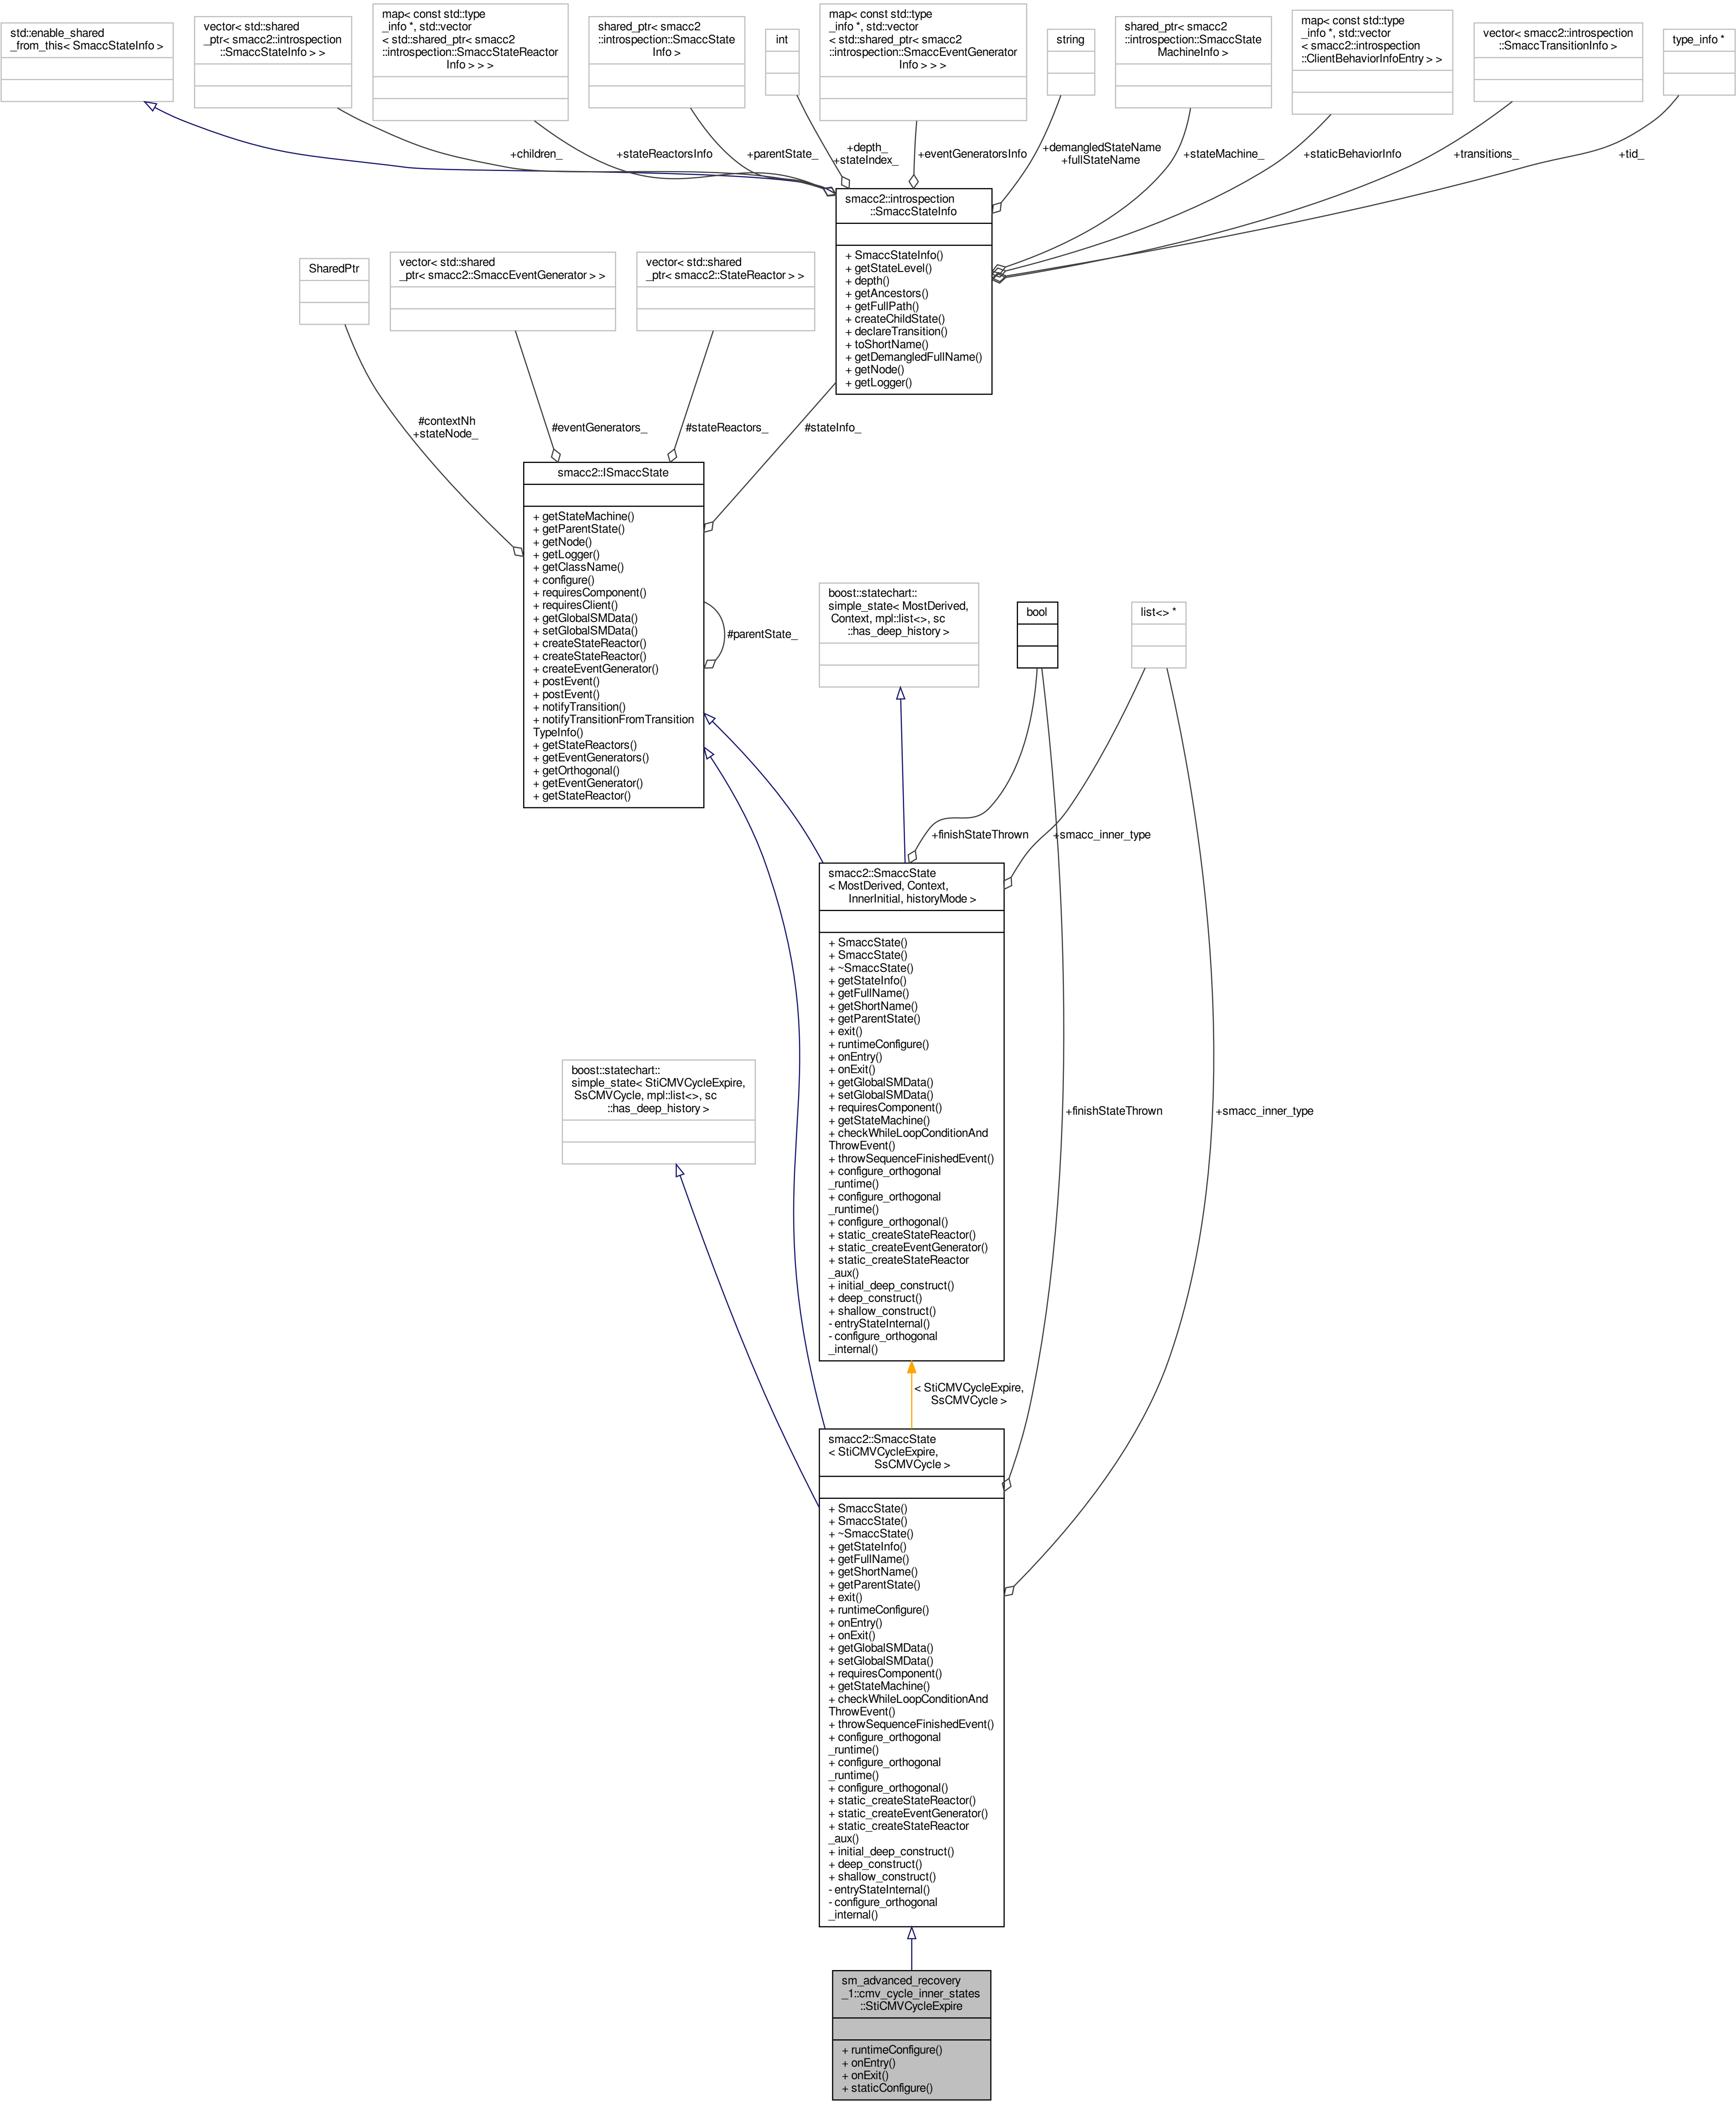 std::enable_shared
_from_this< SmaccStateInfo >
vector< std::shared
_ptr< smacc2::introspection
::SmaccStateInfo > >
map< const std::type
_info *, std::vector
< std::shared_ptr< smacc2
::introspection::SmaccStateReactor
Info > > >
shared_ptr< smacc2
::introspection::SmaccState
Info >
int
map< const std::type
_info *, std::vector
< std::shared_ptr< smacc2
::introspection::SmaccEventGenerator
Info > > >
string
shared_ptr< smacc2
::introspection::SmaccState
MachineInfo >
map< const std::type
_info *, std::vector
< smacc2::introspection
::ClientBehaviorInfoEntry > >
vector< smacc2::introspection
::SmaccTransitionInfo >
type_info *
+children_
+stateReactorsInfo
+parentState_
+depth_
+stateIndex_
+eventGeneratorsInfo
+demangledStateName
+fullStateName
+stateMachine_
+staticBehaviorInfo
+transitions_
+tid_
smacc2::introspection
::SmaccStateInfo
+ SmaccStateInfo()
+ getStateLevel()
+ depth()
+ getAncestors()
+ getFullPath()
+ createChildState()
+ declareTransition()
+ toShortName()
+ getDemangledFullName()
+ getNode()
+ getLogger()
SharedPtr
vector< std::shared
_ptr< smacc2::SmaccEventGenerator > >
vector< std::shared
_ptr< smacc2::StateReactor > >
#contextNh
+stateNode_
#eventGenerators_
#stateReactors_
#stateInfo_
smacc2::ISmaccState
+ getStateMachine()
+ getParentState()
+ getNode()
+ getLogger()
+ getClassName()
+ configure()
+ requiresComponent()
+ requiresClient()
+ getGlobalSMData()
+ setGlobalSMData()
+ createStateReactor()
+ createStateReactor()
+ createEventGenerator()
+ postEvent()
+ postEvent()
+ notifyTransition()
+ notifyTransitionFromTransition
TypeInfo()
+ getStateReactors()
+ getEventGenerators()
+ getOrthogonal()
+ getEventGenerator()
+ getStateReactor()
#parentState_
boost::statechart::
simple_state< MostDerived,
Context, mpl::list<>, sc
::has_deep_history >
bool
list<> *
+finishStateThrown
+smacc_inner_type
smacc2::SmaccState
< MostDerived, Context,
InnerInitial, historyMode >
+ SmaccState()
+ SmaccState()
+ ~SmaccState()
+ getStateInfo()
+ getFullName()
+ getShortName()
+ getParentState()
+ exit()
+ runtimeConfigure()
+ onEntry()
+ onExit()
+ getGlobalSMData()
+ setGlobalSMData()
+ requiresComponent()
+ getStateMachine()
+ checkWhileLoopConditionAnd
ThrowEvent()
+ throwSequenceFinishedEvent()
+ configure_orthogonal
_runtime()
+ configure_orthogonal
_runtime()
+ configure_orthogonal()
+ static_createStateReactor()
+ static_createEventGenerator()
+ static_createStateReactor
_aux()
+ initial_deep_construct()
+ deep_construct()
+ shallow_construct()
- entryStateInternal()
- configure_orthogonal
_internal()
boost::statechart::
simple_state< StiCMVCycleExpire,
SsCMVCycle, mpl::list<>, sc
::has_deep_history >
+finishStateThrown
+smacc_inner_type
< StiCMVCycleExpire,
SsCMVCycle >
smacc2::SmaccState
< StiCMVCycleExpire,
SsCMVCycle >
+ SmaccState()
+ SmaccState()
+ ~SmaccState()
+ getStateInfo()
+ getFullName()
+ getShortName()
+ getParentState()
+ exit()
+ runtimeConfigure()
+ onEntry()
+ onExit()
+ getGlobalSMData()
+ setGlobalSMData()
+ requiresComponent()
+ getStateMachine()
+ checkWhileLoopConditionAnd
ThrowEvent()
+ throwSequenceFinishedEvent()
+ configure_orthogonal
_runtime()
+ configure_orthogonal
_runtime()
+ configure_orthogonal()
+ static_createStateReactor()
+ static_createEventGenerator()
+ static_createStateReactor
_aux()
+ initial_deep_construct()
+ deep_construct()
+ shallow_construct()
- entryStateInternal()
- configure_orthogonal
_internal()
sm_advanced_recovery
_1::cmv_cycle_inner_states
::StiCMVCycleExpire
+ runtimeConfigure()
+ onEntry()
+ onExit()
+ staticConfigure()